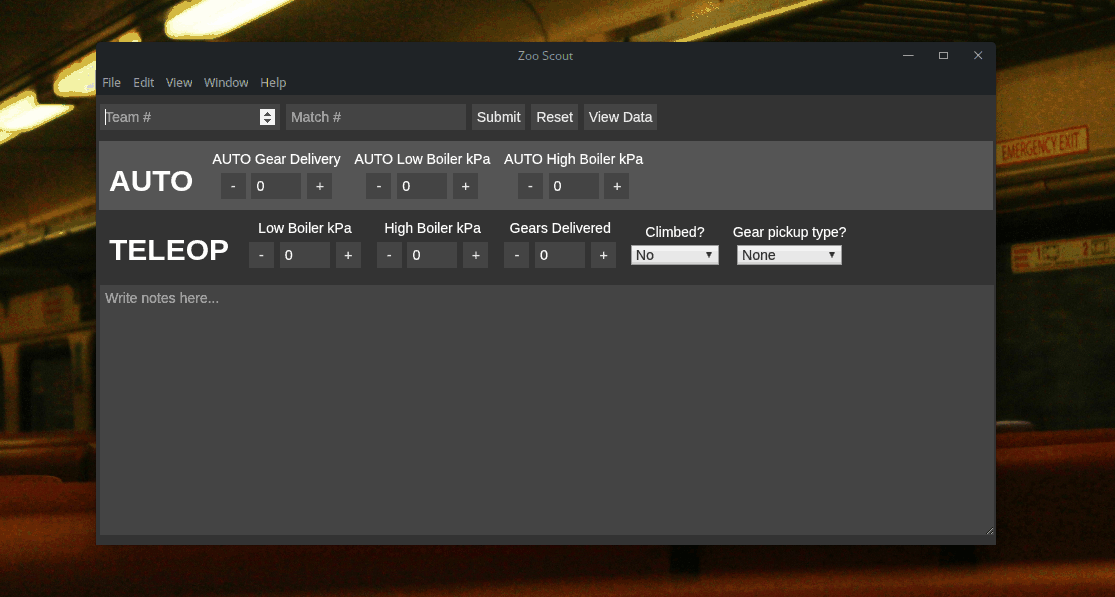 Zoo Scout
File Edit View Window Help
Team # Match # Submit Reset View Data
AUTO Gear Delivery AUTO Low Boiler kPa AUTO High Boiler kPa
AUTO - 0 + - 0 + - 0 +
Low Boiler kPa High Boiler kPa Gears Delivered Climbed? Gear pickup type?
TELEOP - 0 + - 0 + - 0 + No None
Write notes here...
EMERGENCY EXIT